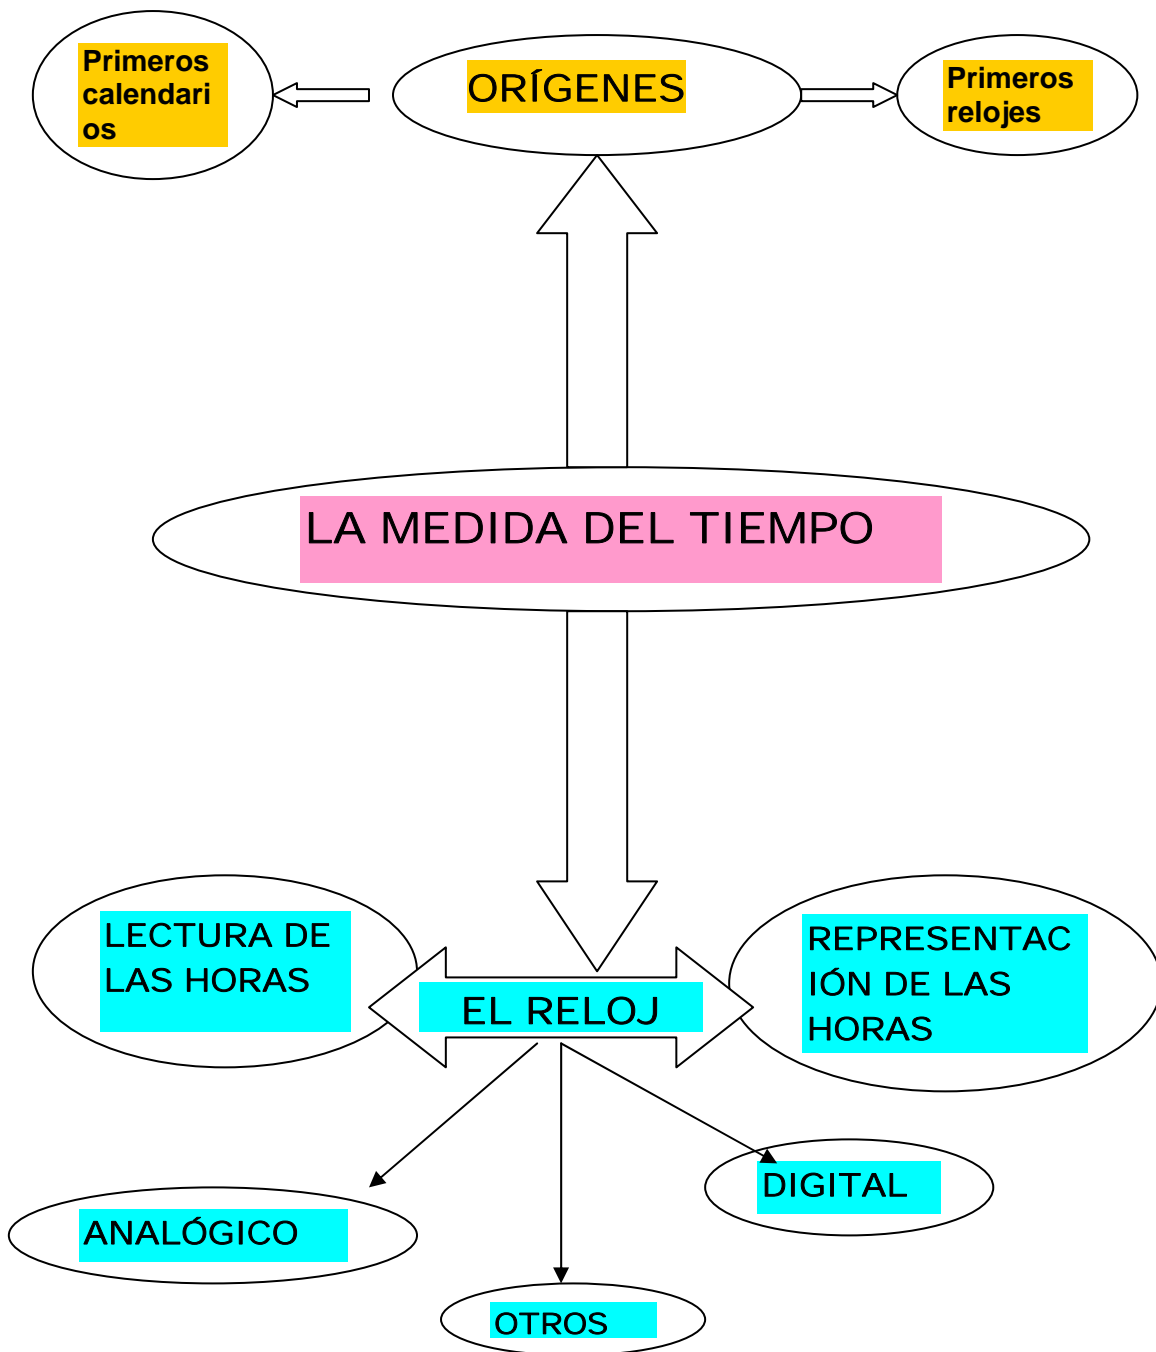 Primeros
calendari
os
ORÍGENES
Primeros
relojes
LA MEDIDA DEL TIEMPO
LECTURA DE
LAS HORAS
EL RELOJ
REPRESENTAC
IÓN DE LAS
HORAS
DIGITAL
ANALÓGICO
OTROS